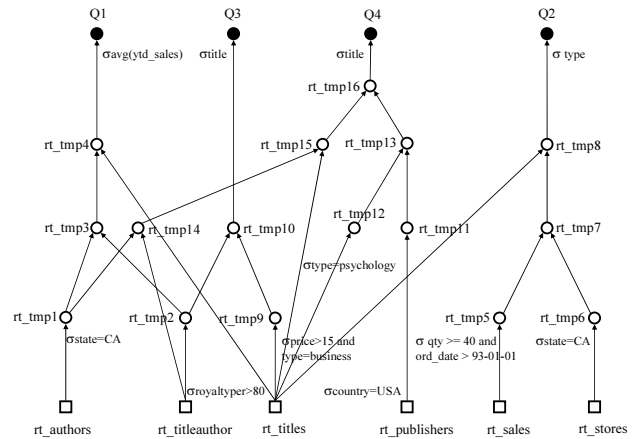 Q1
Q3
Q4
Q2
σavg(ytd_sales)
σtitle
σtitle
σ type
rt_tmp16
rt_tmp4
rt_tmp15
rt_tmp13
rt_tmp8
rt_tmp3
rt_tmp14
rt_tmp10
rt_tmp12
rt_tmp11
rt_tmp7
σtype=psychology
rt_tmp1
rt_tmp2
rt_tmp9
rt_tmp5
rt_tmp6
σstate=CA
σprice>15 and
type=business
σ qty >= 40 and
ord_date > 93-01-01
σstate=CA
σroyaltyper>80
σcountry=USA
rt_authors
rt_titleauthor
rt_titles
rt_publishers
rt_sales
rt_stores